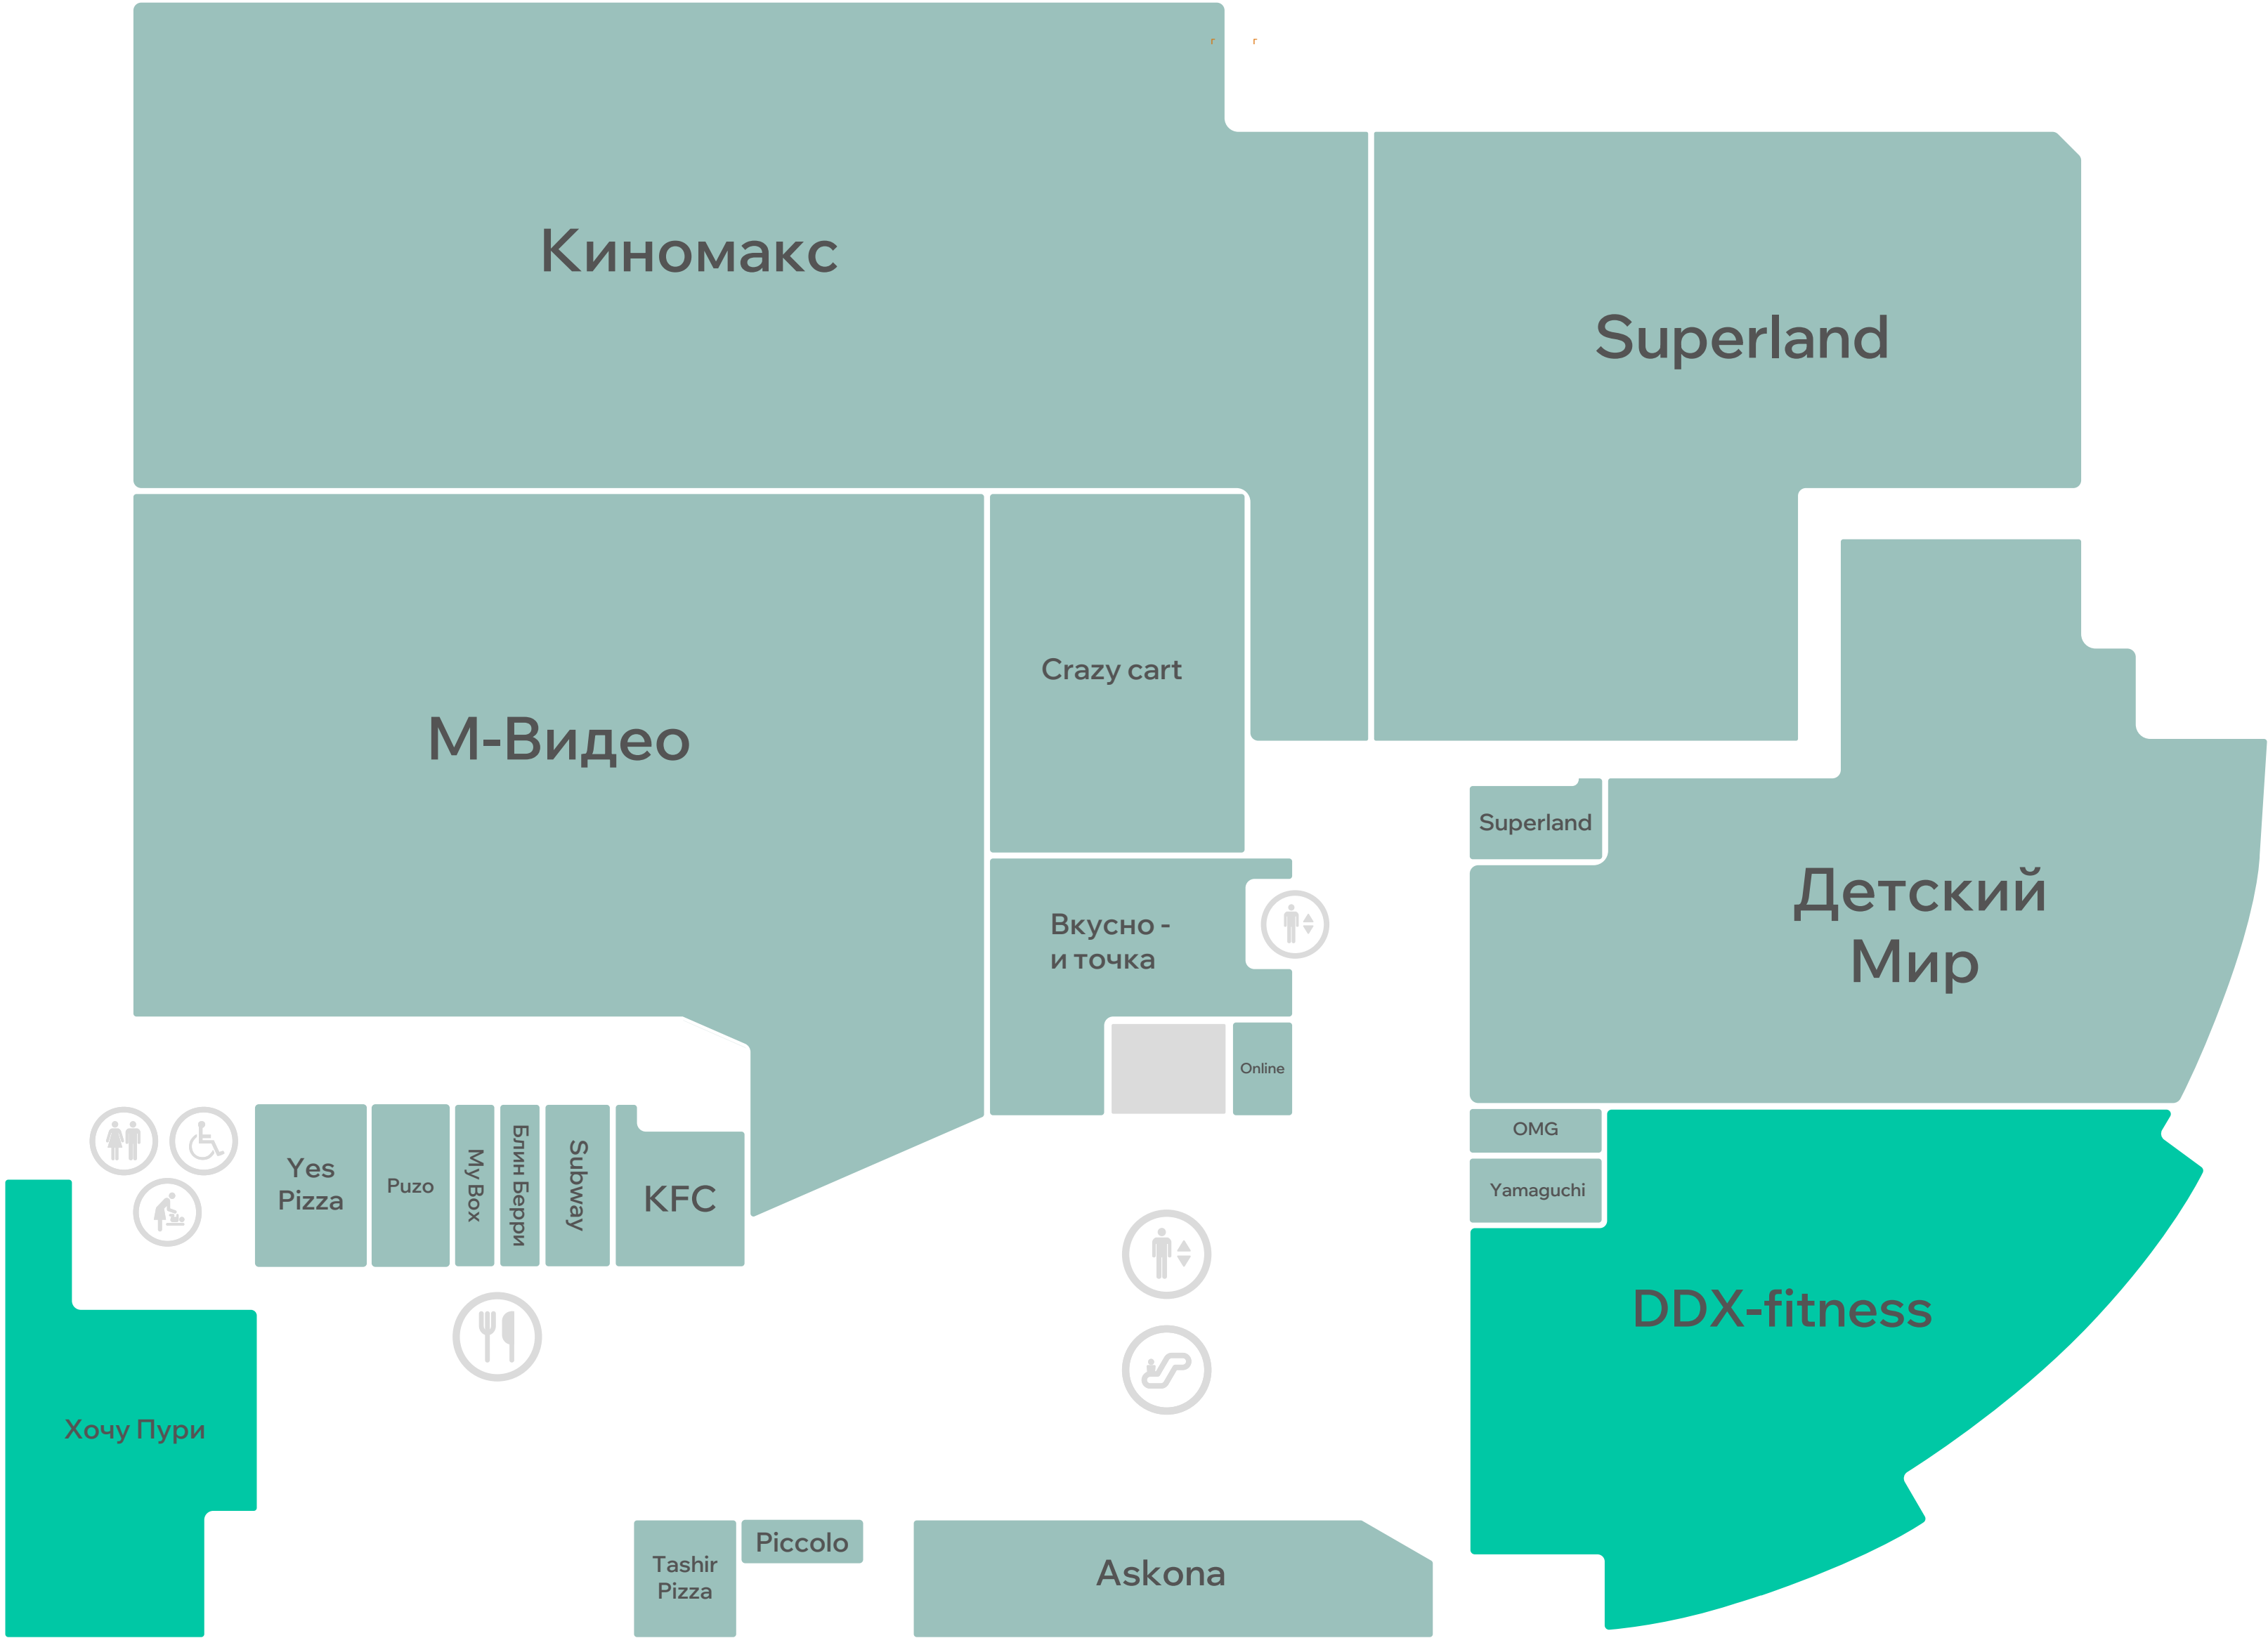 Киномакс
Superland
М-Видео
Crazy cart
Superland
Детский
Мир
Вкусно -
и точка
Online
OMG
Yamaguchi
Yes
Pizza
Puzo
My Box
Блин Берри
Subway
KFC
DDX-fitness
Хочу Пури
Tashir
Pizza
Piccolo
Askona